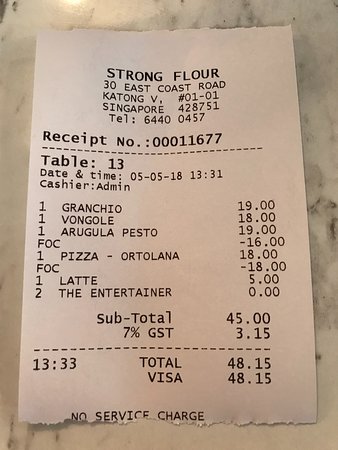 STRONG FLOUR
30 EAST COAST ROAD
KATONG V, #01-01
SINGAPORE 428751
Tel: 6440 0457
Receipt No.:00011677
Table: 13
Date & time: 05-05-18 13:31
Cashier:Admin
1 GRANCHIO 19.00
1 VONGOLE 18.00
1 ARUGULA PESTO 19.00
FOC -16.00
1 PIZZA - ORTOLANA 18.00
FOC -18.00
1 LATTE 5.00
2 THE ENTERTAINER 0.00
Sub-Total 45.00
7% GST 3.15
13:33 TOTAL 48.15
VISA 48.15
NO SERVICE CHARGE